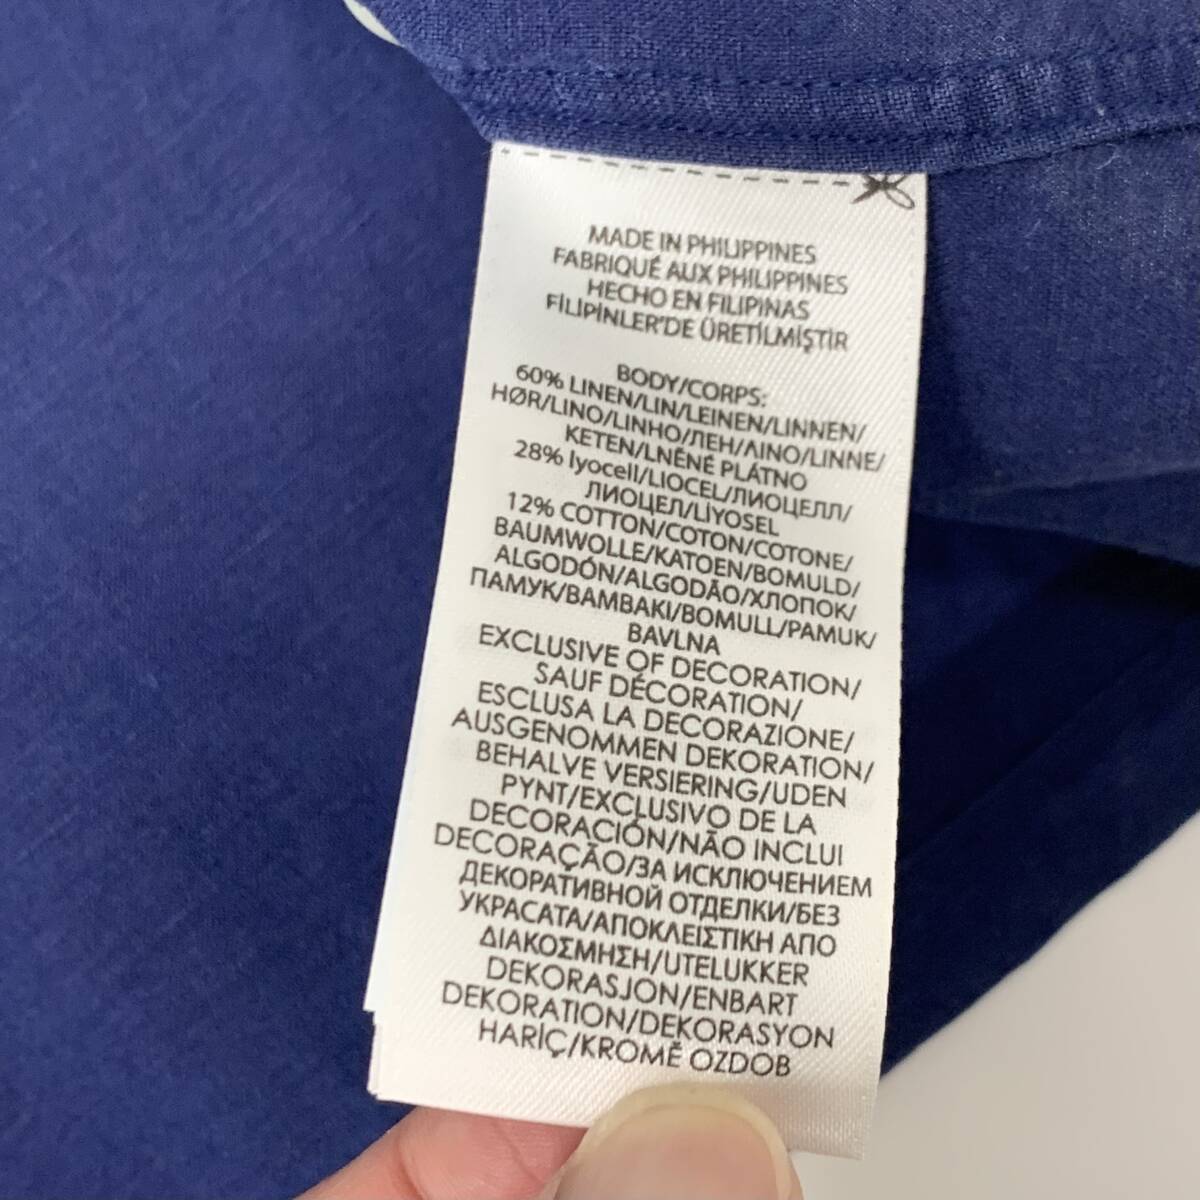 MADE IN PHILIPPINES
FABRIQUÉ AUX PHILIPPINES
HECHO EN FILIPINAS
FİLİPİNLER'DE ÜRETİLMİŞTİR
BODY/CORPS:
60% LINEN/LIN/LEINEN/LINNEN/
HØR/LINO/LINHO/ЛЕН/ΛΙΝΟ/LINNE/
KETEN/LNĚNÉ PLÁTNO
28% lyocell/LIOCEL/ЛИОЦЕЛЛ/
ЛИОЦЕЛ/LİYOSEL
12% COTTON/COTON/COTONE/
BAUMWOLLE/KATOEN/BOMULD/
ALGODÓN/ALGODÃO/ХЛОПОК/
ПАМУК/ΒΑΜΒΑΚΙ/BOMULL/PAMUK/
BAVLNA
EXCLUSIVE OF DECORATION/
SAUF DÉCORATION/
ESCLUSA LA DECORAZIONE/
AUSGENOMMEN DEKORATION/
BEHALVE VERSIERING/UDEN
PYNT/EXCLUSIVO DE LA
DECORACIÓN/NÃO INCLUI
DECORAÇÃO/ЗА ИСКЛЮЧЕНИЕМ
ДЕКОРАТИВНОЙ ОТДЕЛКИ/БЕЗ
УКРАСАТА/ΑΠΟΚΛΕΙΣΤΙΚΗ ΑΠΟ
ΔΙΑΚΟΣΜΗΣΗ/UTELUKKER
DEKORASJON/ENBART
DEKORATION/DEKORASYON
HARİÇ/KROMĚ OZDOB